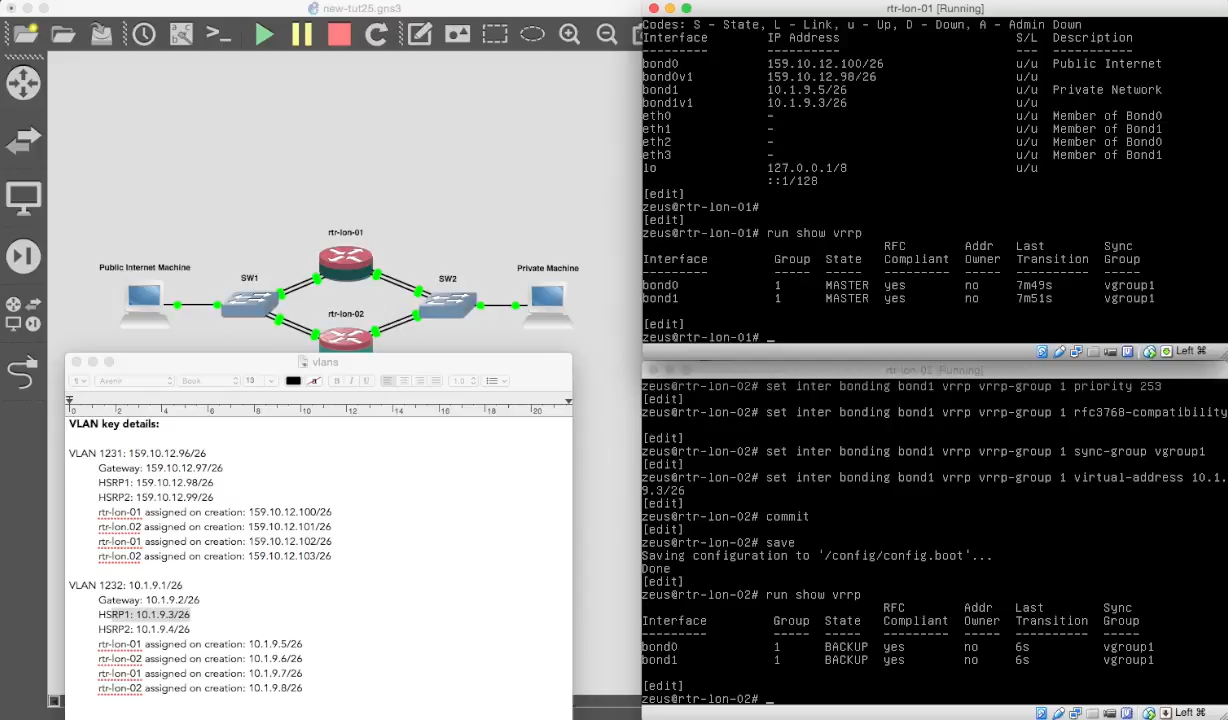 new-tut25.gns3
rtr-lon-01
Public Internet Machine
SW1
SW2
Private Machine
rtr-lon-02
vlans
Avenir
Book
13
a
B I U
1.0
0 2 4 6 8 10 12 14 16 18 20
VLAN key details:
VLAN 1231: 159.10.12.96/26
Gateway: 159.10.12.97/26
HSRP1: 159.10.12.98/26
HSRP2: 159.10.12.99/26
rtr-lon-01 assigned on creation: 159.10.12.100/26
rtr-lon.02 assigned on creation: 159.10.12.101/26
rtr-lon-01 assigned on creation: 159.10.12.102/26
rtr-lon.02 assigned on creation: 159.10.12.103/26
VLAN 1232: 10.1.9.1/26
Gateway: 10.1.9.2/26
HSRP1: 10.1.9.3/26
HSRP2: 10.1.9.4/26
rtr-lon-01 assigned on creation: 10.1.9.5/26
rtr-lon-02 assigned on creation: 10.1.9.6/26
rtr-lon-01 assigned on creation: 10.1.9.7/26
rtr-lon-02 assigned on creation: 10.1.9.8/26
rtr-lon-01 [Running]
Codes: S - State, L - Link, u - Up, D - Down, A - Admin Down
Interface IP Address S/L Description
--------- ---------- --- -----------
bond0 159.10.12.100/26 u/u Public Internet
bond0v1 159.10.12.98/26 u/u
bond1 10.1.9.5/26 u/u Private Network
bond1v1 10.1.9.3/26 u/u
eth0 - u/u Member of Bond0
eth1 - u/u Member of Bond1
eth2 - u/u Member of Bond0
eth3 - u/u Member of Bond1
lo 127.0.0.1/8 u/u
::1/128
[edit]
zeus@rtr-lon-01#
[edit]
zeus@rtr-lon-01# run show vrrp
RFC Addr Last Sync
Interface Group State Compliant Owner Transition Group
--------- ----- ----- --------- ----- ---------- -----
bond0 1 MASTER yes no 7m49s vgroup1
bond1 1 MASTER yes no 7m51s vgroup1
[edit]
zeus@rtr-lon-01# _
Left ⌘
rtr-lon-02 [Running]
zeus@rtr-lon-02# set inter bonding bond1 vrrp vrrp-group 1 priority 253
[edit]
zeus@rtr-lon-02# set inter bonding bond1 vrrp vrrp-group 1 rfc3768-compatibility
[edit]
zeus@rtr-lon-02# set inter bonding bond1 vrrp vrrp-group 1 sync-group vgroup1
[edit]
zeus@rtr-lon-02# set inter bonding bond1 vrrp vrrp-group 1 virtual-address 10.1.
9.3/26
[edit]
zeus@rtr-lon-02# commit
[edit]
zeus@rtr-lon-02# save
Saving configuration to '/config/config.boot'...
Done
[edit]
zeus@rtr-lon-02# run show vrrp
RFC Addr Last Sync
Interface Group State Compliant Owner Transition Group
--------- ----- ----- --------- ----- ---------- -----
bond0 1 BACKUP yes no 6s vgroup1
bond1 1 BACKUP yes no 6s vgroup1
[edit]
zeus@rtr-lon-02# _
Left ⌘